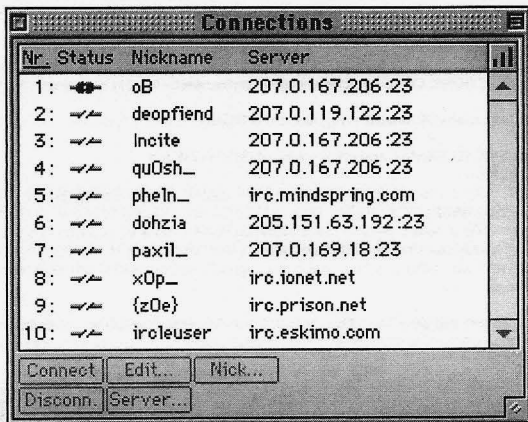 Connections
Nr. Status Nickname Server
1: oB 207.0.167.206:23
2: deopfiend 207.0.119.122:23
3: Incite 207.0.167.206:23
4: qu0sh_ 207.0.167.206:23
5: pheln_ irc.mindspring.com
6: dohzia 205.151.63.192:23
7: paxil_ 207.0.169.18:23
8: x0p_ irc.ionet.net
9: {z0e} irc.prison.net
10: ircleuser irc.eskimo.com
Connect Edit... Nick...
Disconn. Server...